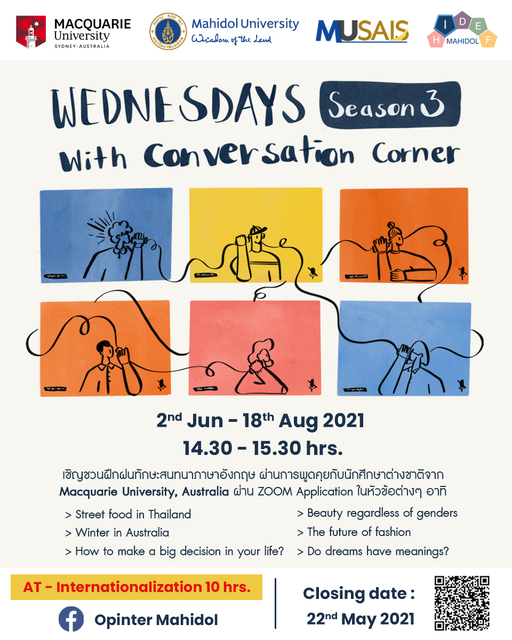 MACQUARIE
University
SYDNEY·AUSTRALIA
Mahidol University
Wisdom of the Land
MUSAIS
HIDEF
MAHIDOL
WEDNESDAYS Season 3
With Conversation Corner
2nd Jun - 18th Aug 2021
14.30 - 15.30 hrs.
เชิญชวนฝึกฝนทักษะสนทนาภาษาอังกฤษ ผ่านการพูดคุยกับนักศึกษาต่างชาติจาก
Macquarie University, Australia ผ่าน ZOOM Application ในหัวข้อต่างๆ อาทิ
> Street food in Thailand
> Winter in Australia
> How to make a big decision in your life?
> Beauty regardless of genders
> The future of fashion
> Do dreams have meanings?
AT - Internationalization 10 hrs.
Opinter Mahidol
Closing date :
22nd May 2021